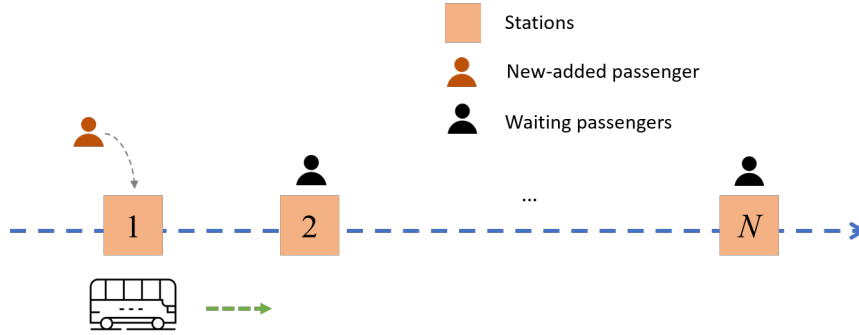 Stations
New-added passenger
Waiting passengers
...
1
2
N